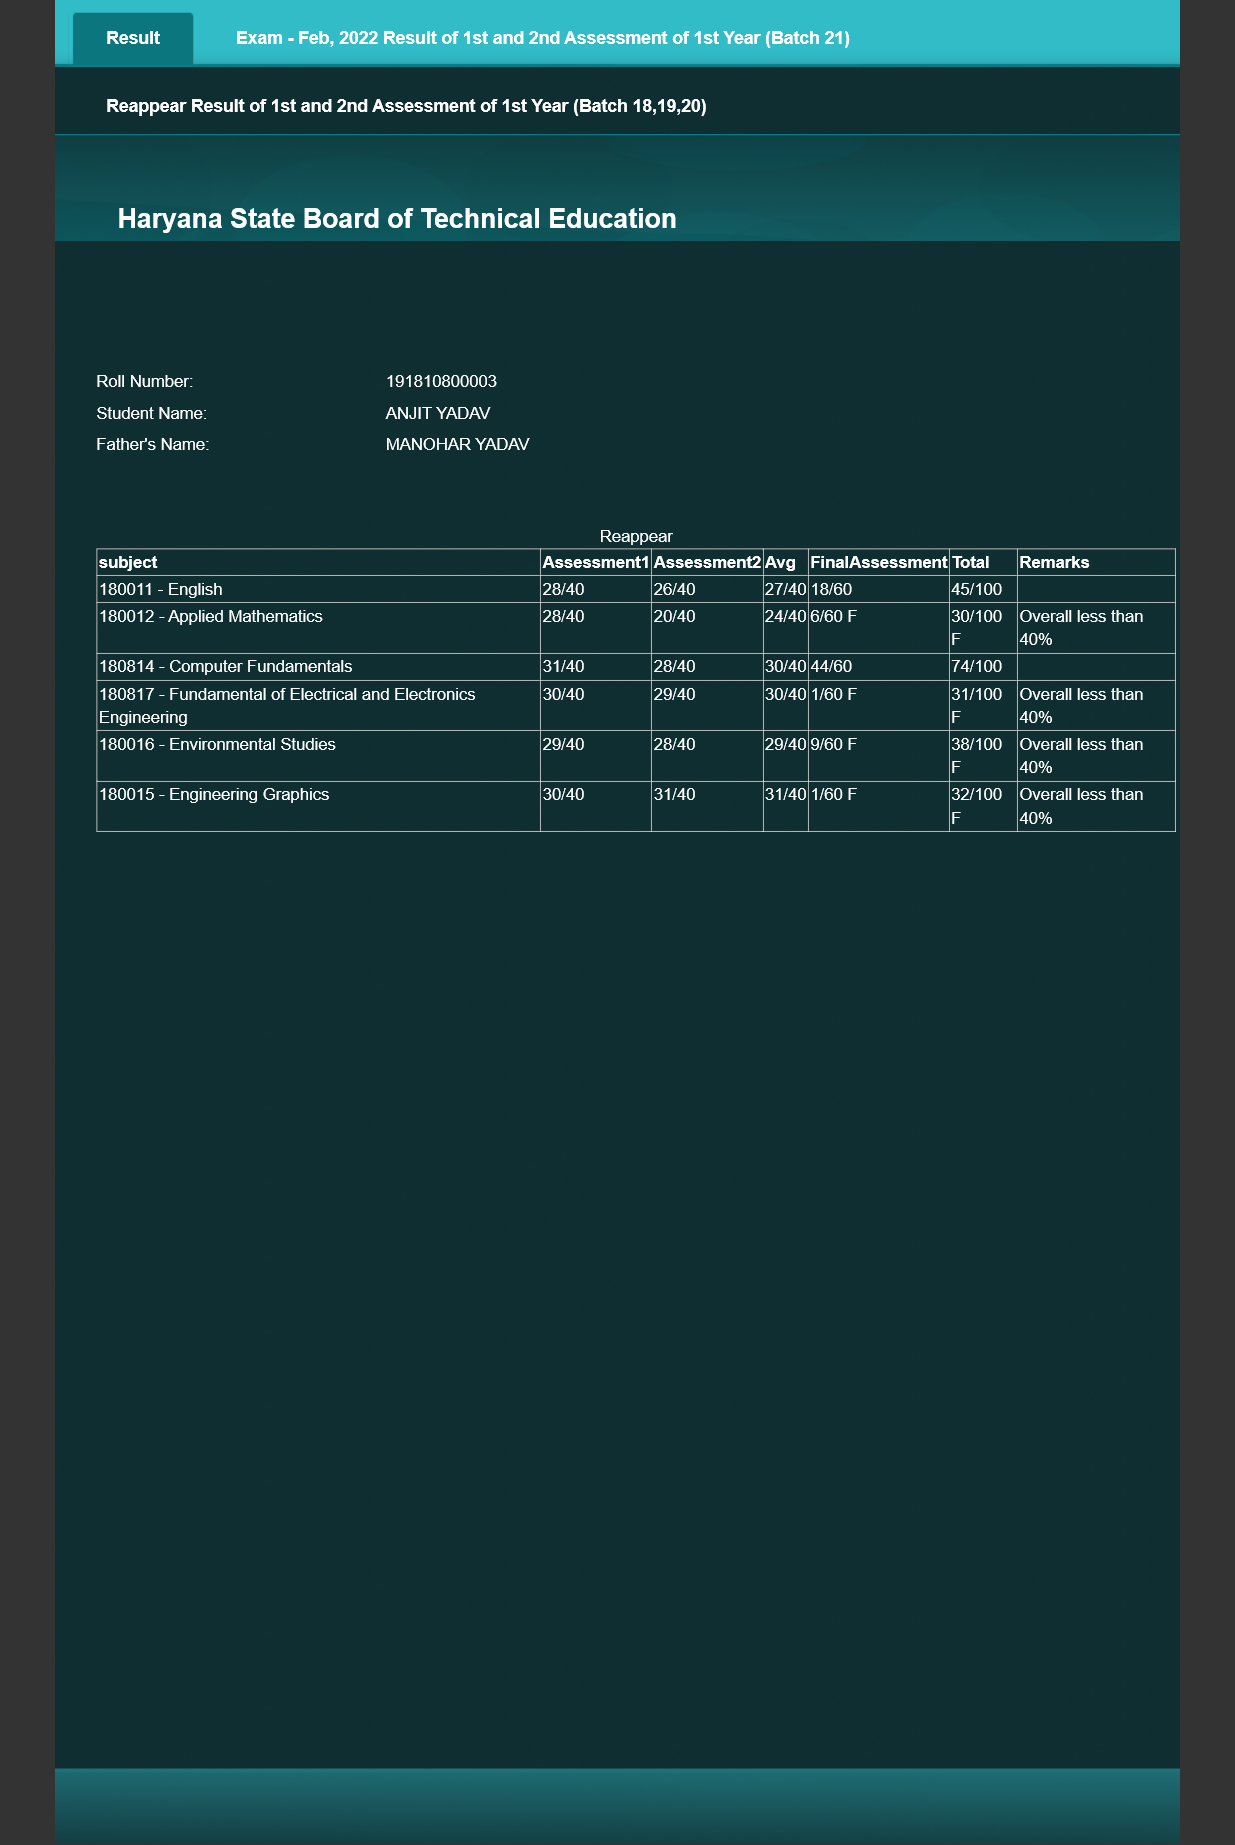 Result Exam - Feb, 2022 Result of 1st and 2nd Assessment of 1st Year (Batch 21)
Reappear Result of 1st and 2nd Assessment of 1st Year (Batch 18,19,20)
Haryana State Board of Technical Education
Roll Number: 191810800003
Student Name: ANJIT YADAV
Father's Name: MANOHAR YADAV
Reappear
subject Assessment1 Assessment2 Avg FinalAssessment Total Remarks
180011 - English 28/40 26/40 27/40 18/60 45/100
180012 - Applied Mathematics 28/40 20/40 24/40 6/60 F 30/100 Overall less than
F 40%
180814 - Computer Fundamentals 31/40 28/40 30/40 44/60 74/100
180817 - Fundamental of Electrical and Electronics 30/40 29/40 30/40 1/60 F 31/100 Overall less than
Engineering F 40%
180016 - Environmental Studies 29/40 28/40 29/40 9/60 F 38/100 Overall less than
F 40%
180015 - Engineering Graphics 30/40 31/40 31/40 1/60 F 32/100 Overall less than
F 40%